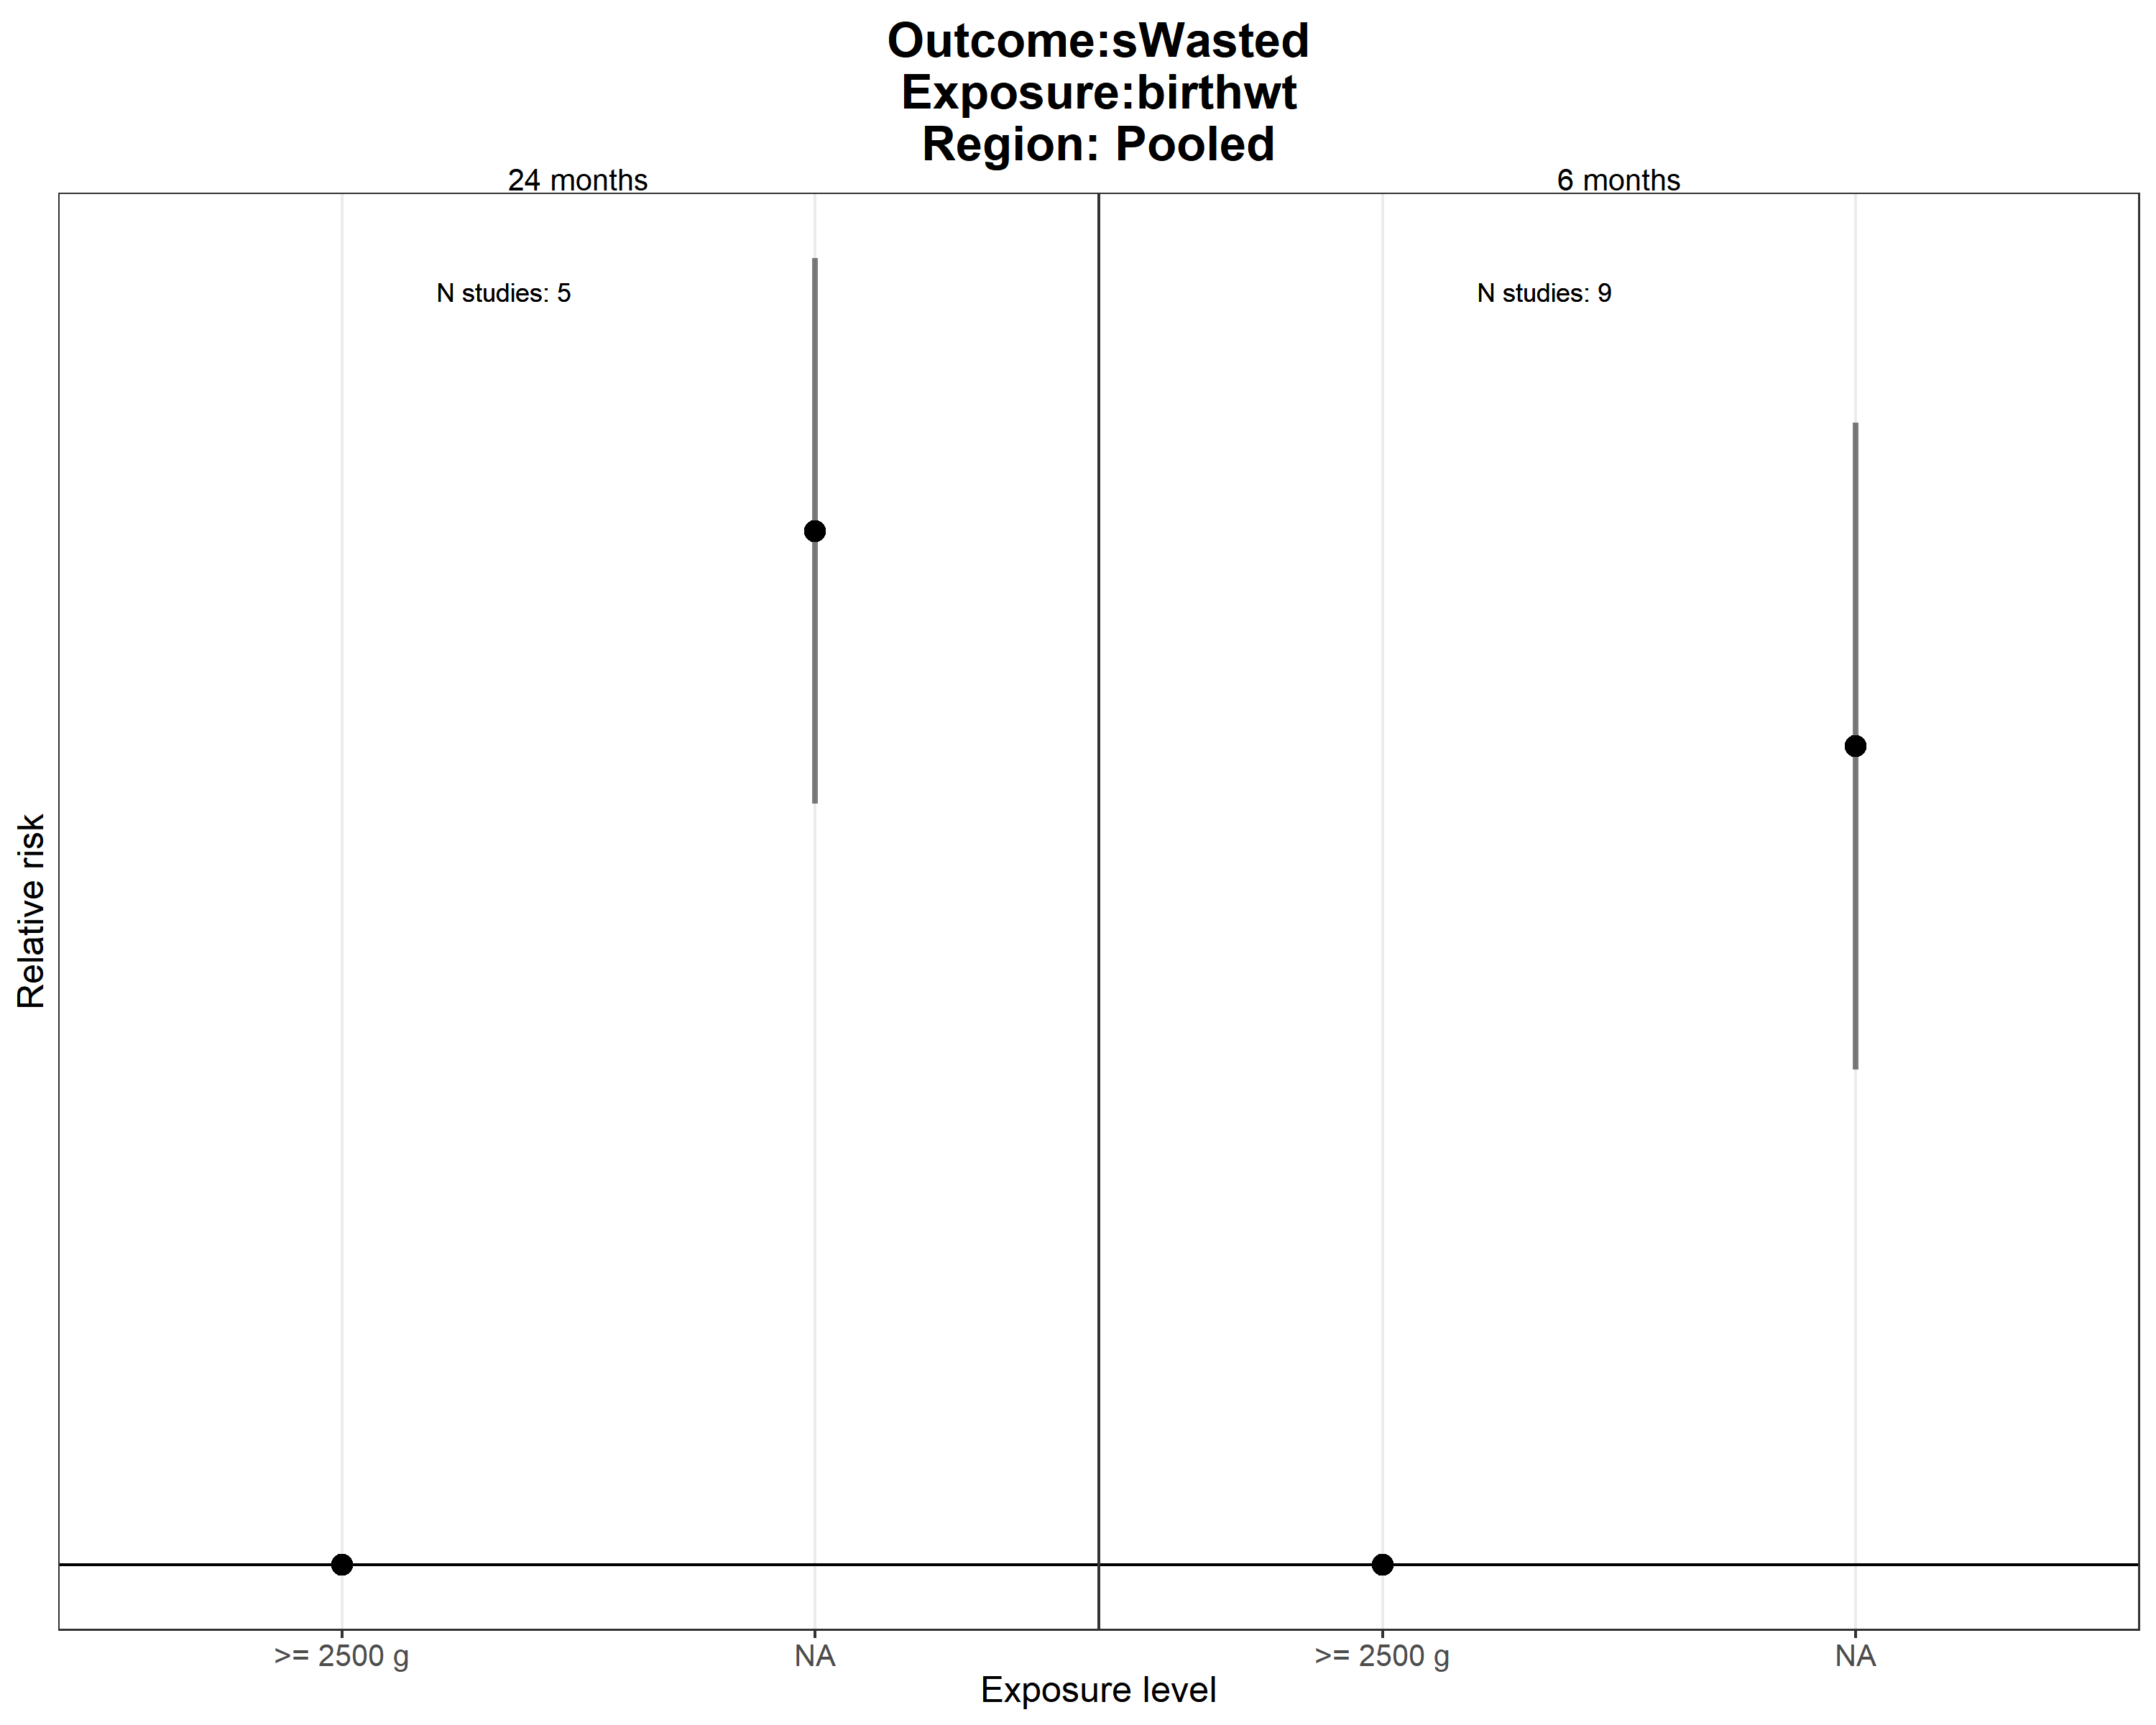 Outcome:sWasted
Exposure:birthwt
Region: Pooled
24 months
6 months
N studies: 5
N studies: 9
Relative risk
>= 2500 g
NA
>= 2500 g
NA
Exposure level